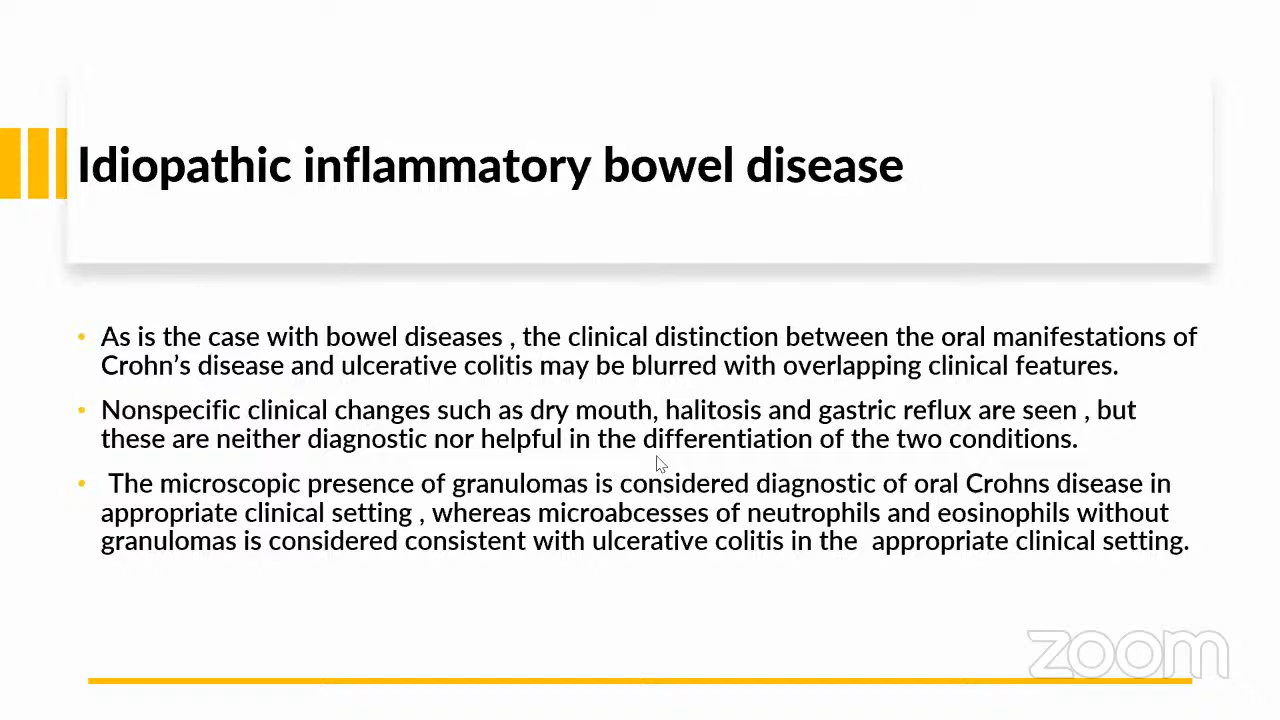 Idiopathic inflammatory bowel disease
• As is the case with bowel diseases , the clinical distinction between the oral manifestations of
Crohn’s disease and ulcerative colitis may be blurred with overlapping clinical features.
• Nonspecific clinical changes such as dry mouth, halitosis and gastric reflux are seen , but
these are neither diagnostic nor helpful in the differentiation of the two conditions.
• The microscopic presence of granulomas is considered diagnostic of oral Crohns disease in
appropriate clinical setting , whereas microabcesses of neutrophils and eosinophils without
granulomas is considered consistent with ulcerative colitis in the appropriate clinical setting.
zoom